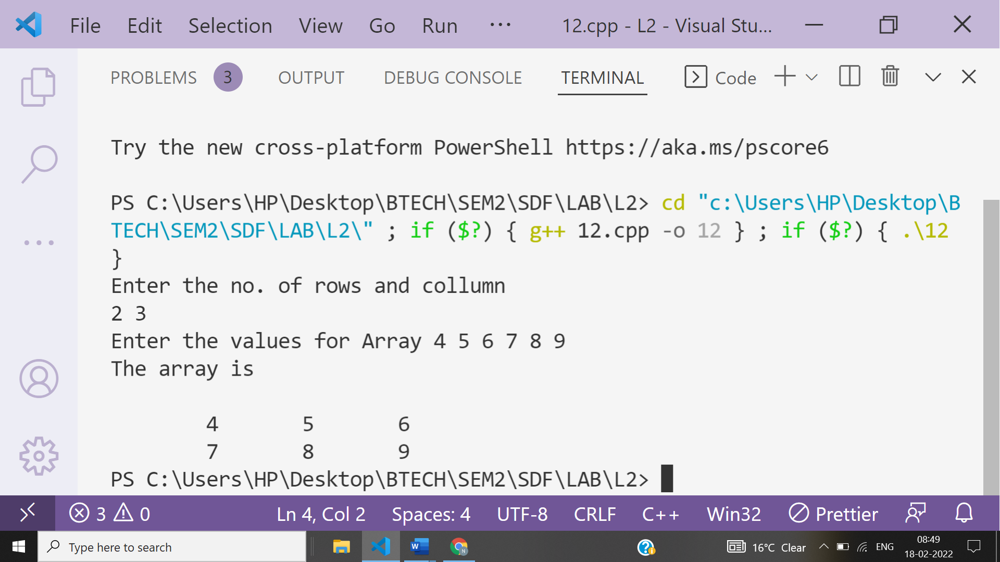 File Edit Selection View Go Run ··· 12.cpp - L2 - Visual Stu...
PROBLEMS 3 OUTPUT DEBUG CONSOLE TERMINAL Code
Try the new cross-platform PowerShell https://aka.ms/pscore6
PS C:\Users\HP\Desktop\BTECH\SEM2\SDF\LAB\L2> cd "c:\Users\HP\Desktop\B
TECH\SEM2\SDF\LAB\L2\" ; if ($?) { g++ 12.cpp -o 12 } ; if ($?) { .\12
}
Enter the no. of rows and collumn
2 3
Enter the values for Array 4 5 6 7 8 9
The array is
4 5 6
7 8 9
PS C:\Users\HP\Desktop\BTECH\SEM2\SDF\LAB\L2>
3 0 Ln 4, Col 2 Spaces: 4 UTF-8 CRLF C++ Win32 Prettier
Type here to search W N 16°C Clear ENG 08:49
18-02-2022